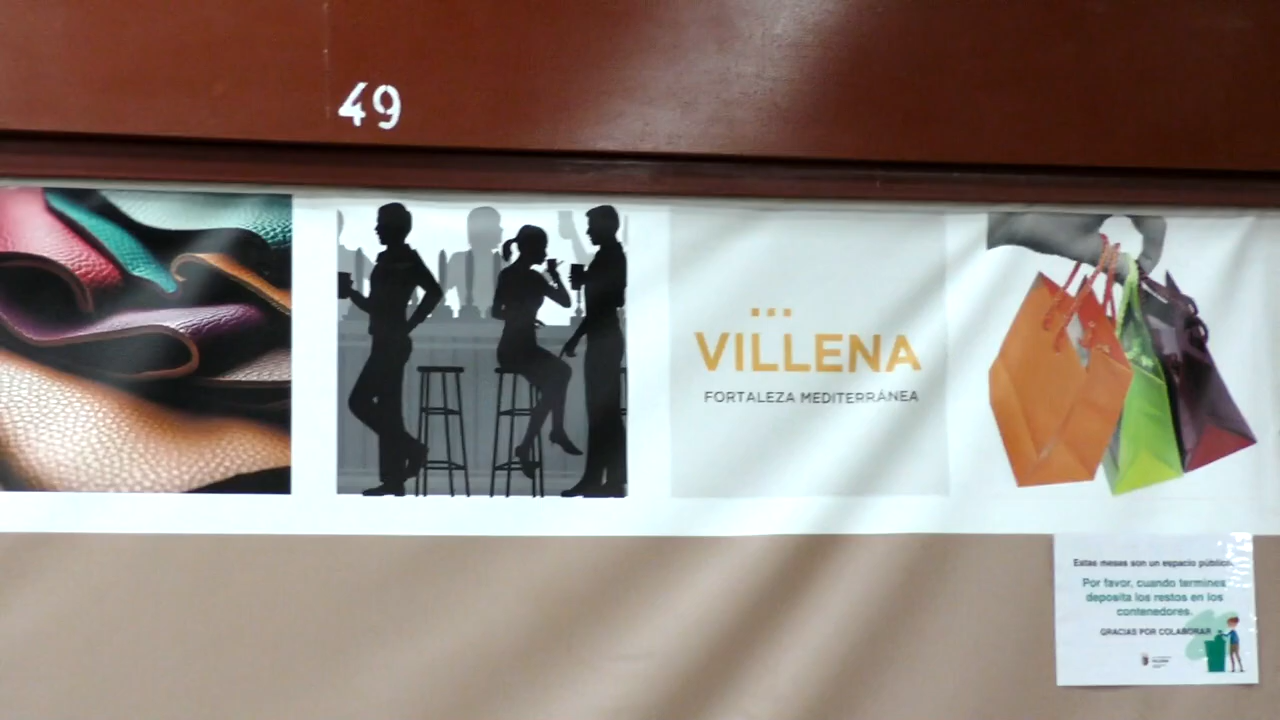 49
VILLENA
FORTALEZA MEDITERRÁNEA
Estas mesas son un espacio público.
Por favor, cuando termines
deposita los restos en los
contenedores.
GRACIAS POR COLABORAR